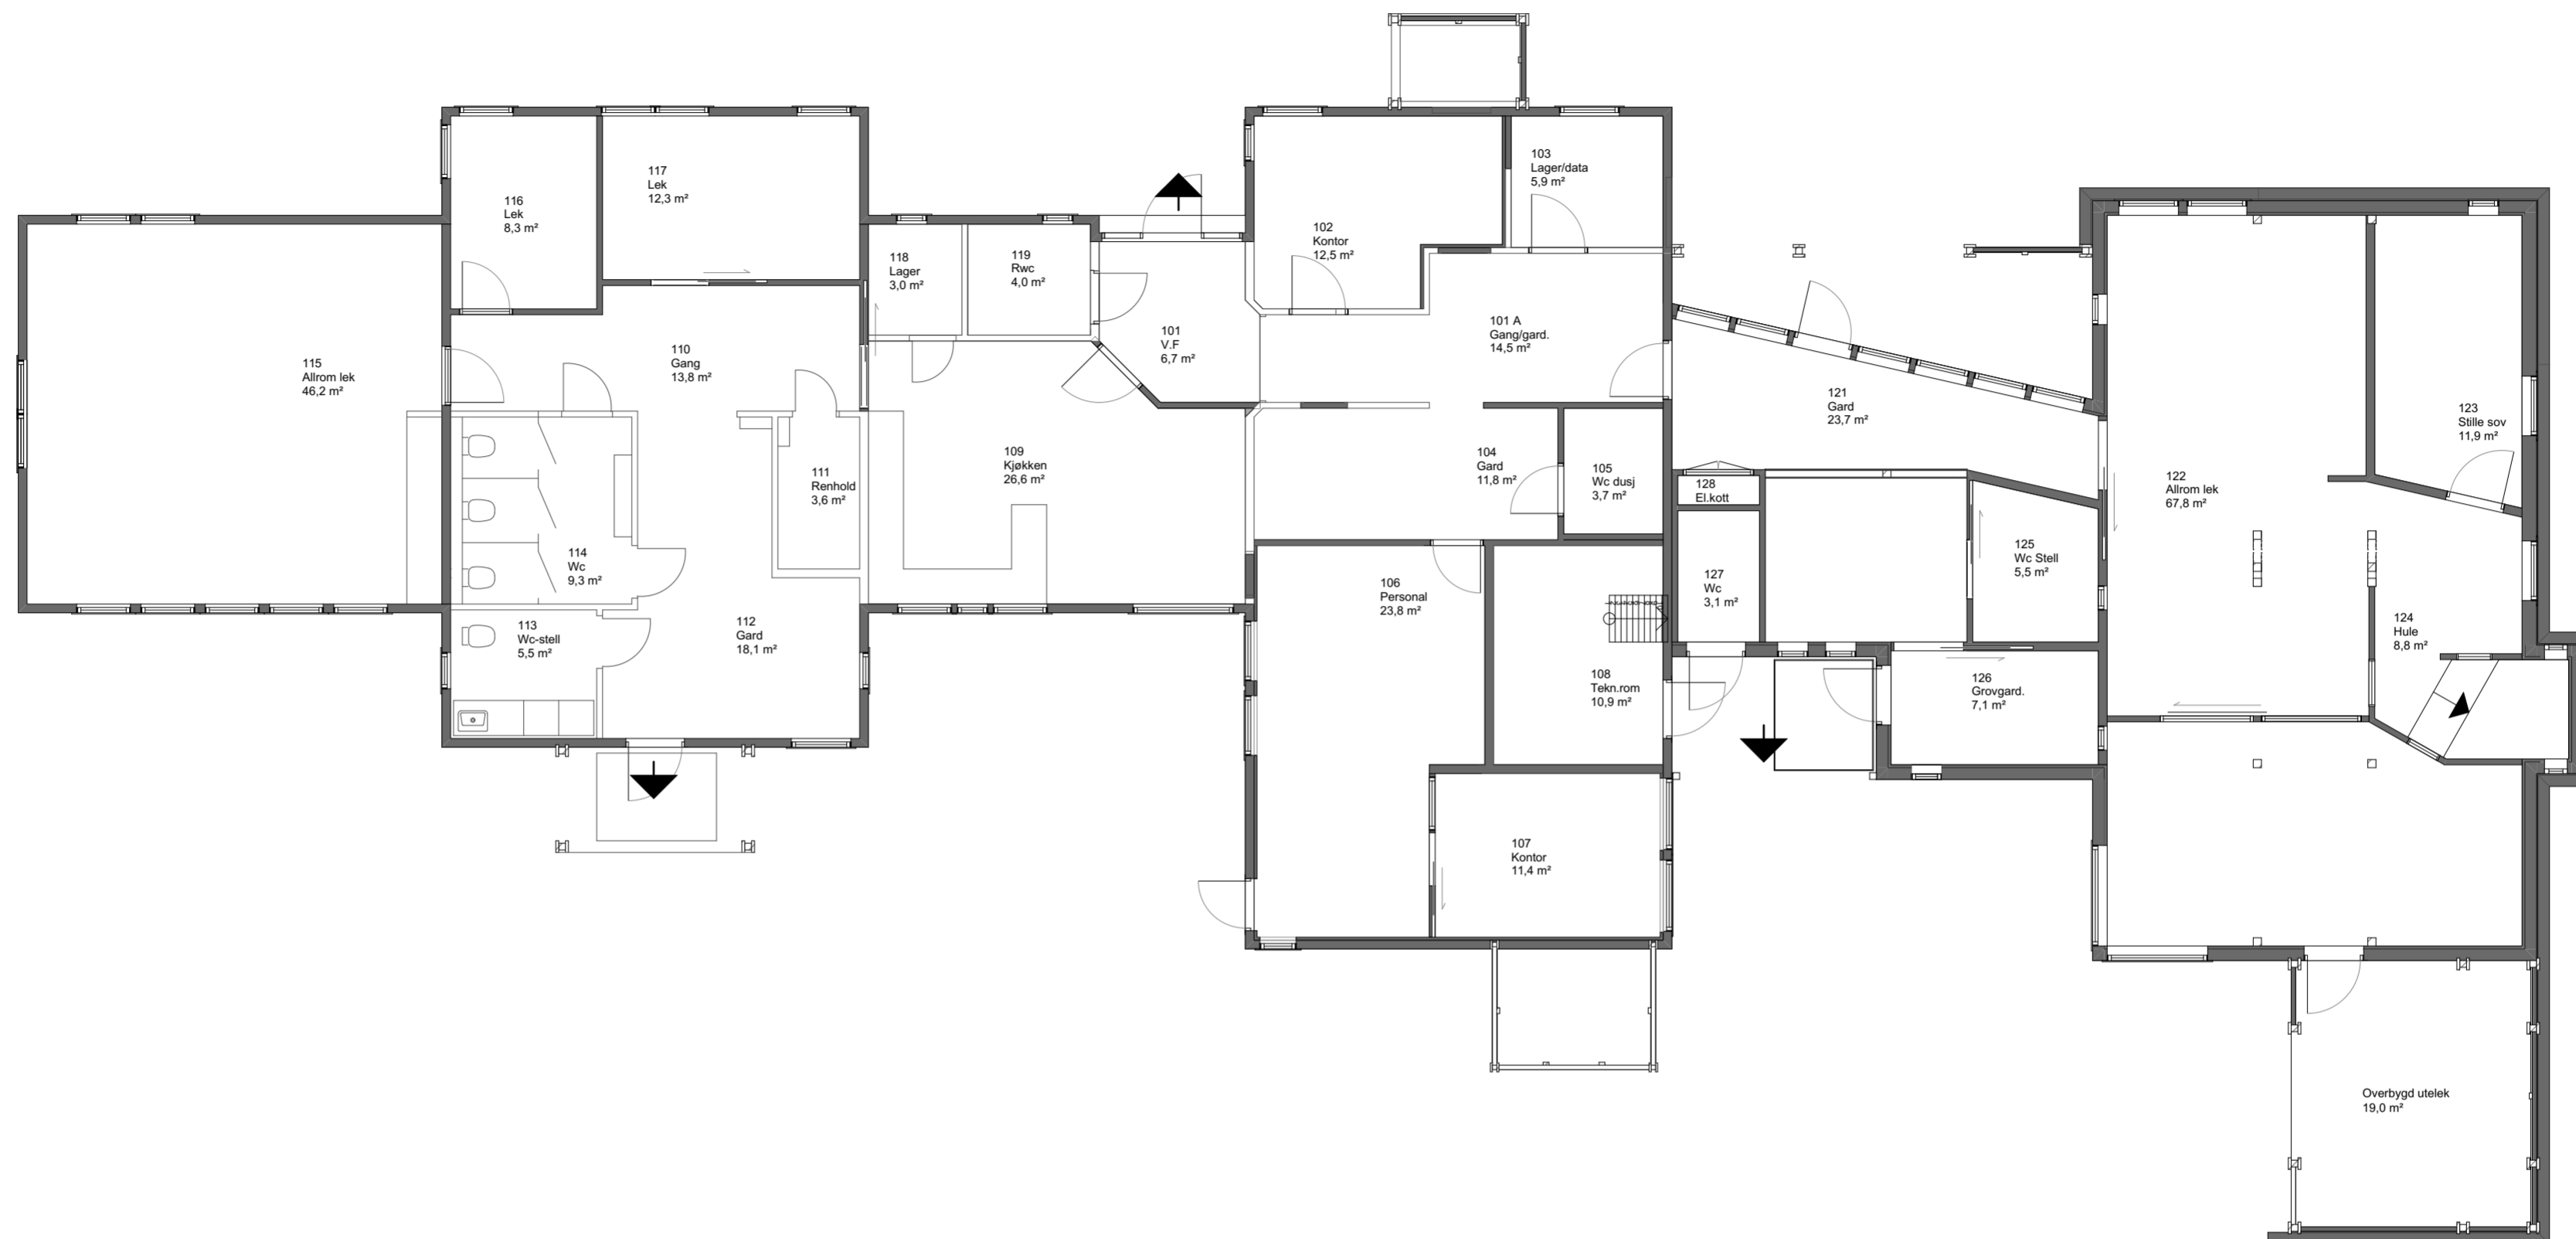 103
Lager/data
5,9 m²
117
Lek
12,3 m²
116
Lek
8,3 m²
102
Kontor
12,5 m²
118
Lager
3,0 m²
119
Rwc
4,0 m²
101
V.F
6,7 m²
101 A
Gang/gard.
14,5 m²
115
Allrom lek
46,2 m²
110
Gang
13,8 m²
121
Gard
23,7 m²
123
Stille sov
11,9 m²
109
Kjøkken
26,6 m²
104
Gard
11,8 m²
105
Wc dusj
3,7 m²
111
Renhold
3,6 m²
128
El.kott
122
Allrom lek
67,8 m²
114
Wc
9,3 m²
125
Wc Stell
5,5 m²
127
Wc
3,1 m²
106
Personal
23,8 m²
113
Wc-stell
5,5 m²
112
Gard
18,1 m²
124
Hule
8,8 m²
108
Tekn.rom
10,9 m²
126
Grovgard.
7,1 m²
107
Kontor
11,4 m²
Overbygd utelek
19,0 m²